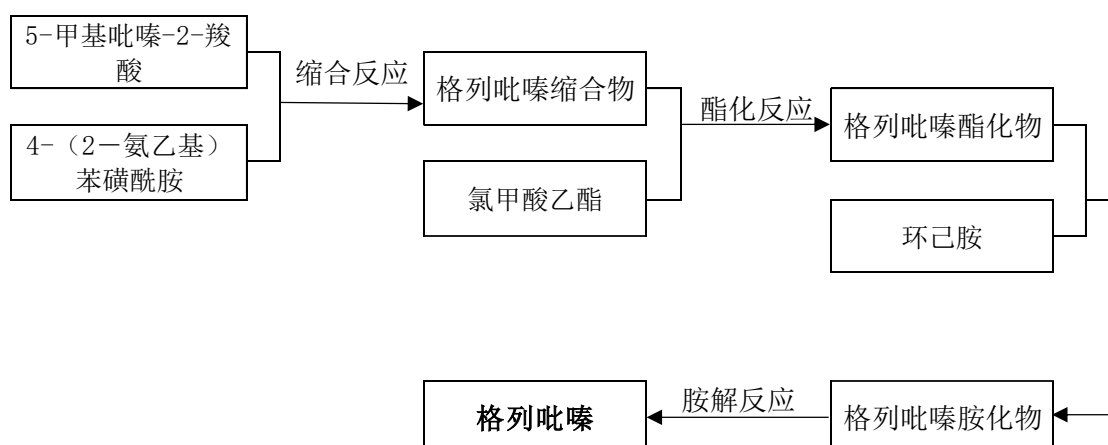 5-甲基吡嗪-2-羧
酸
缩合反应
4-（2－氨乙基）
苯磺酰胺
格列吡嗪缩合物
酯化反应
氯甲酸乙酯
格列吡嗪酯化物
环己胺
格列吡嗪
胺解反应
格列吡嗪胺化物